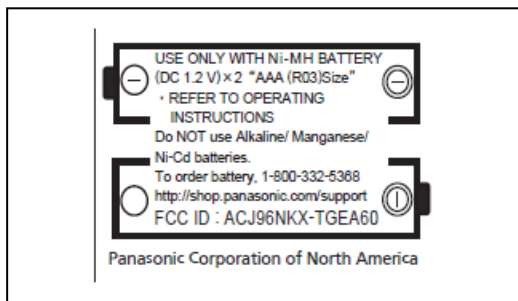 USE ONLY WITH Ni-MH BATTERY
(DC 1.2 V)×2 “AAA (R03)Size”
・REFER TO OPERATING
INSTRUCTIONS
Do NOT use Alkaline/ Manganese/
Ni-Cd batteries.
To order battery, 1-800-332-5368
http://shop.panasonic.com/support
FCC ID : ACJ96NKX-TGEA60
Panasonic Corporation of North America